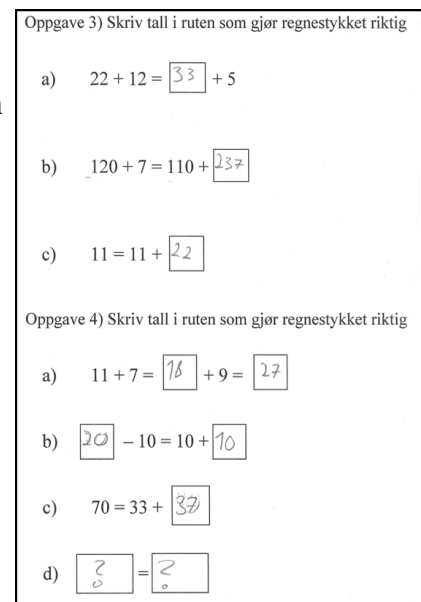 Oppgave 3) Skriv tall i ruten som gjør regnestykket riktig
a) 22 + 12 = 33 + 5
b) 120 + 7 = 110 + 237
c) 11 = 11 + 22
Oppgave 4) Skriv tall i ruten som gjør regnestykket riktig
a) 11 + 7 = 18 + 9 = 27
b) 20 – 10 = 10 + 10
c) 70 = 33 + 37
d) ? = ?